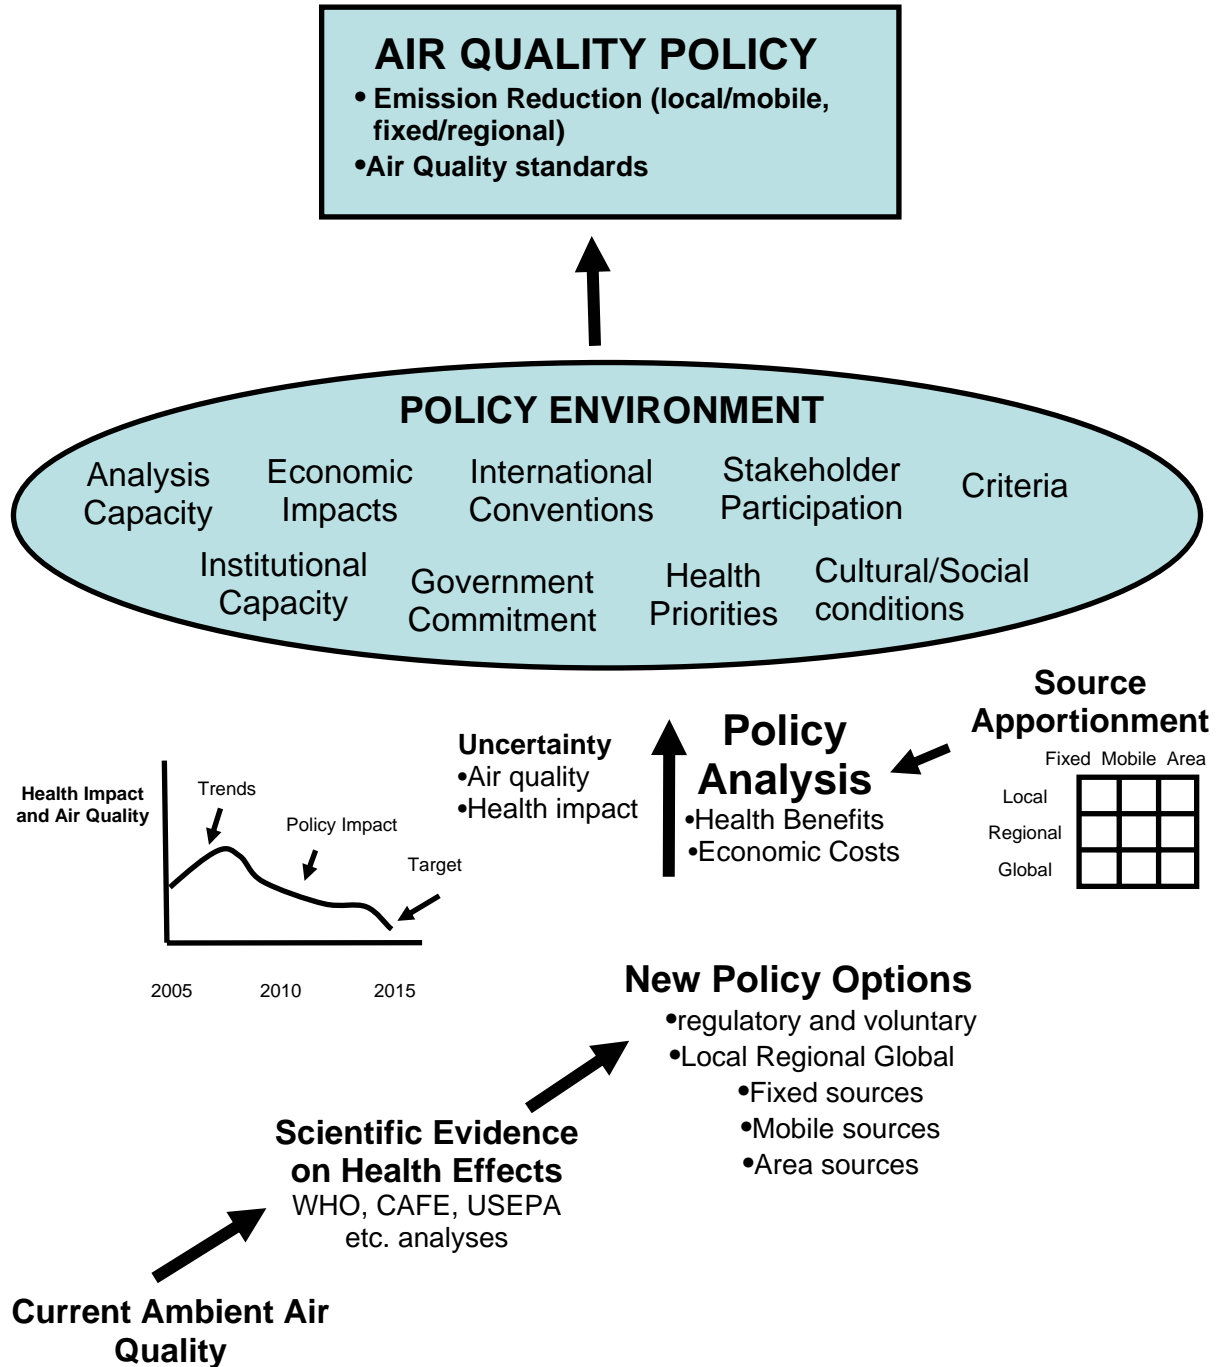 AIR QUALITY POLICY
• Emission Reduction (local/mobile,
fixed/regional)
•Air Quality standards
POLICY ENVIRONMENT
Analysis
Capacity
Economic
Impacts
International
Conventions
Stakeholder
Participation
Criteria
Institutional
Capacity
Government
Commitment
Health
Priorities
Cultural/Social
conditions
Health Impact
and Air Quality
Trends
Policy Impact
Target
2005 2010 2015
Uncertainty
•Air quality
•Health impact
Policy
Analysis
•Health Benefits
•Economic Costs
Source
Apportionment
Fixed Mobile Area
Local
Regional
Global
New Policy Options
•regulatory and voluntary
•Local Regional Global
•Fixed sources
•Mobile sources
•Area sources
Scientific Evidence
on Health Effects
WHO, CAFE, USEPA
etc. analyses
Current Ambient Air
Quality